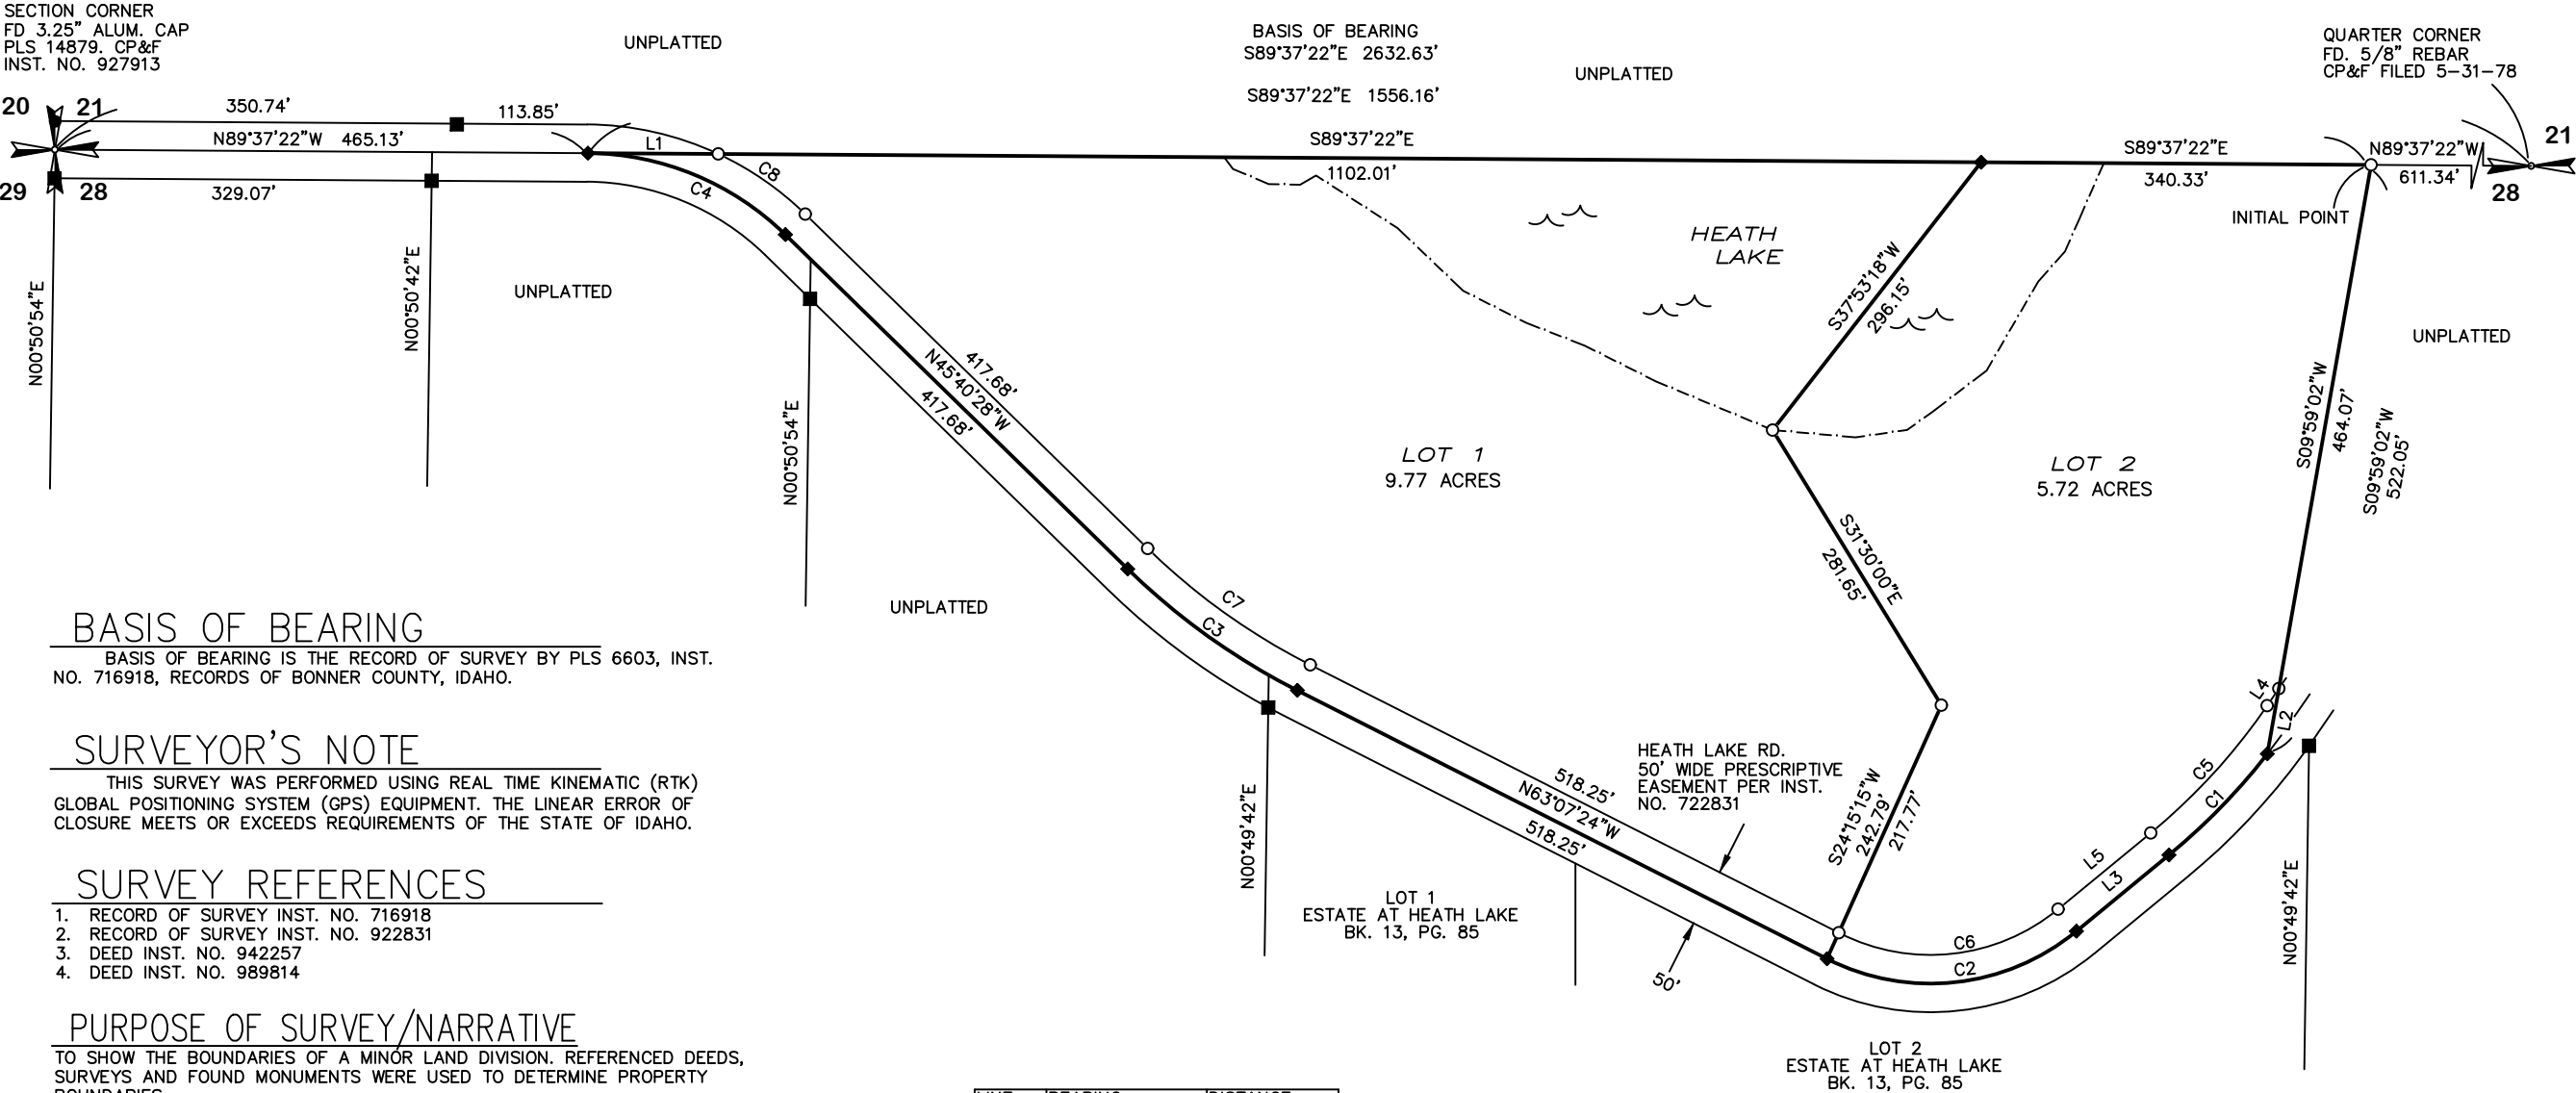 SECTION CORNER
FD 3.25" ALUM. CAP
PLS 14879. CP&F
INST. NO. 927913
UNPLATTED
BASIS OF BEARING
S89°37'22"E 2632.63'
S89°37'22"E 1556.16'
UNPLATTED
QUARTER CORNER
FD. 5/8" REBAR
CP&F FILED 5-31-78
20 21
29 28
350.74'
113.85'
N89°37'22"W 465.13'
329.07'
L1
C8
C4
S89°37'22"E
1102.01'
S89°37'22"E
340.33'
N89°37'22"W
611.34'
21
28
INITIAL POINT
HEATH
LAKE
N00°50'54"E
N00°50'42"E
UNPLATTED
N00°50'54"E
417.68'
N45°40'28"W
417.68'
S37°53'18"W
296.15'
UNPLATTED
S09°59'02"W
464.07'
S09°59'02"W
522.05'
LOT 1
9.77 ACRES
LOT 2
5.72 ACRES
S31°30'00"E
281.65'
UNPLATTED
C7
C3
L4
L2
C5
C1
L5
L3
C6
C2
518.25'
N63°07'24"W
518.25'
HEATH LAKE RD.
50' WIDE PRESCRIPTIVE
EASEMENT PER INST.
NO. 722831
S24°15'15"W
242.79'
217.77'
N00°49'42"E
N00°49'42"E
50'
LOT 1
ESTATE AT HEATH LAKE
BK. 13, PG. 85
LOT 2
ESTATE AT HEATH LAKE
BK. 13, PG. 85
BASIS OF BEARING
BASIS OF BEARING IS THE RECORD OF SURVEY BY PLS 6603, INST.
NO. 716918, RECORDS OF BONNER COUNTY, IDAHO.
SURVEYOR'S NOTE
THIS SURVEY WAS PERFORMED USING REAL TIME KINEMATIC (RTK)
GLOBAL POSITIONING SYSTEM (GPS) EQUIPMENT. THE LINEAR ERROR OF
CLOSURE MEETS OR EXCEEDS REQUIREMENTS OF THE STATE OF IDAHO.
SURVEY REFERENCES
1. RECORD OF SURVEY INST. NO. 716918
2. RECORD OF SURVEY INST. NO. 922831
3. DEED INST. NO. 942257
4. DEED INST. NO. 989814
PURPOSE OF SURVEY/NARRATIVE
TO SHOW THE BOUNDARIES OF A MINOR LAND DIVISION. REFERENCED DEEDS,
SURVEYS AND FOUND MONUMENTS WERE USED TO DETERMINE PROPERTY